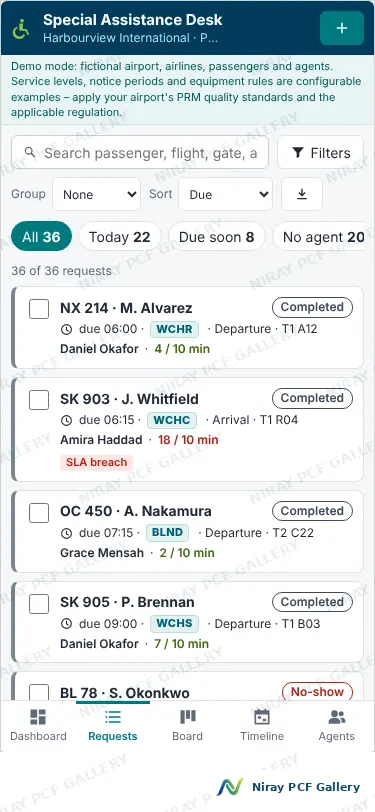 Special Assistance Desk
Harbourview International · P...
Demo mode: fictional airport, airlines, passengers and agents.
Service levels, notice periods and equipment rules are configurable
examples – apply your airport's PRM quality standards and the
applicable regulation.
Search passenger, flight, gate, a
Filters
Group None Sort Due
All 36 Today 22 Due soon 8 No agent 20
36 of 36 requests
NX 214 · M. Alvarez Completed
due 06:00 · WCHR · Departure · T1 A12
Daniel Okafor · 4 / 10 min
SK 903 · J. Whitfield Completed
due 06:15 · WCHC · Arrival · T1 R04
Amira Haddad · 18 / 10 min
SLA breach
OC 450 · A. Nakamura Completed
due 07:15 · BLND · Departure · T2 C22
Grace Mensah · 2 / 10 min
SK 905 · P. Brennan Completed
due 09:00 · WCHS · Departure · T1 B03
Daniel Okafor · 7 / 10 min
BL 78 · S. Okonkwo No-show
Dashboard Requests Board Timeline Agents
Niray PCF Gallery